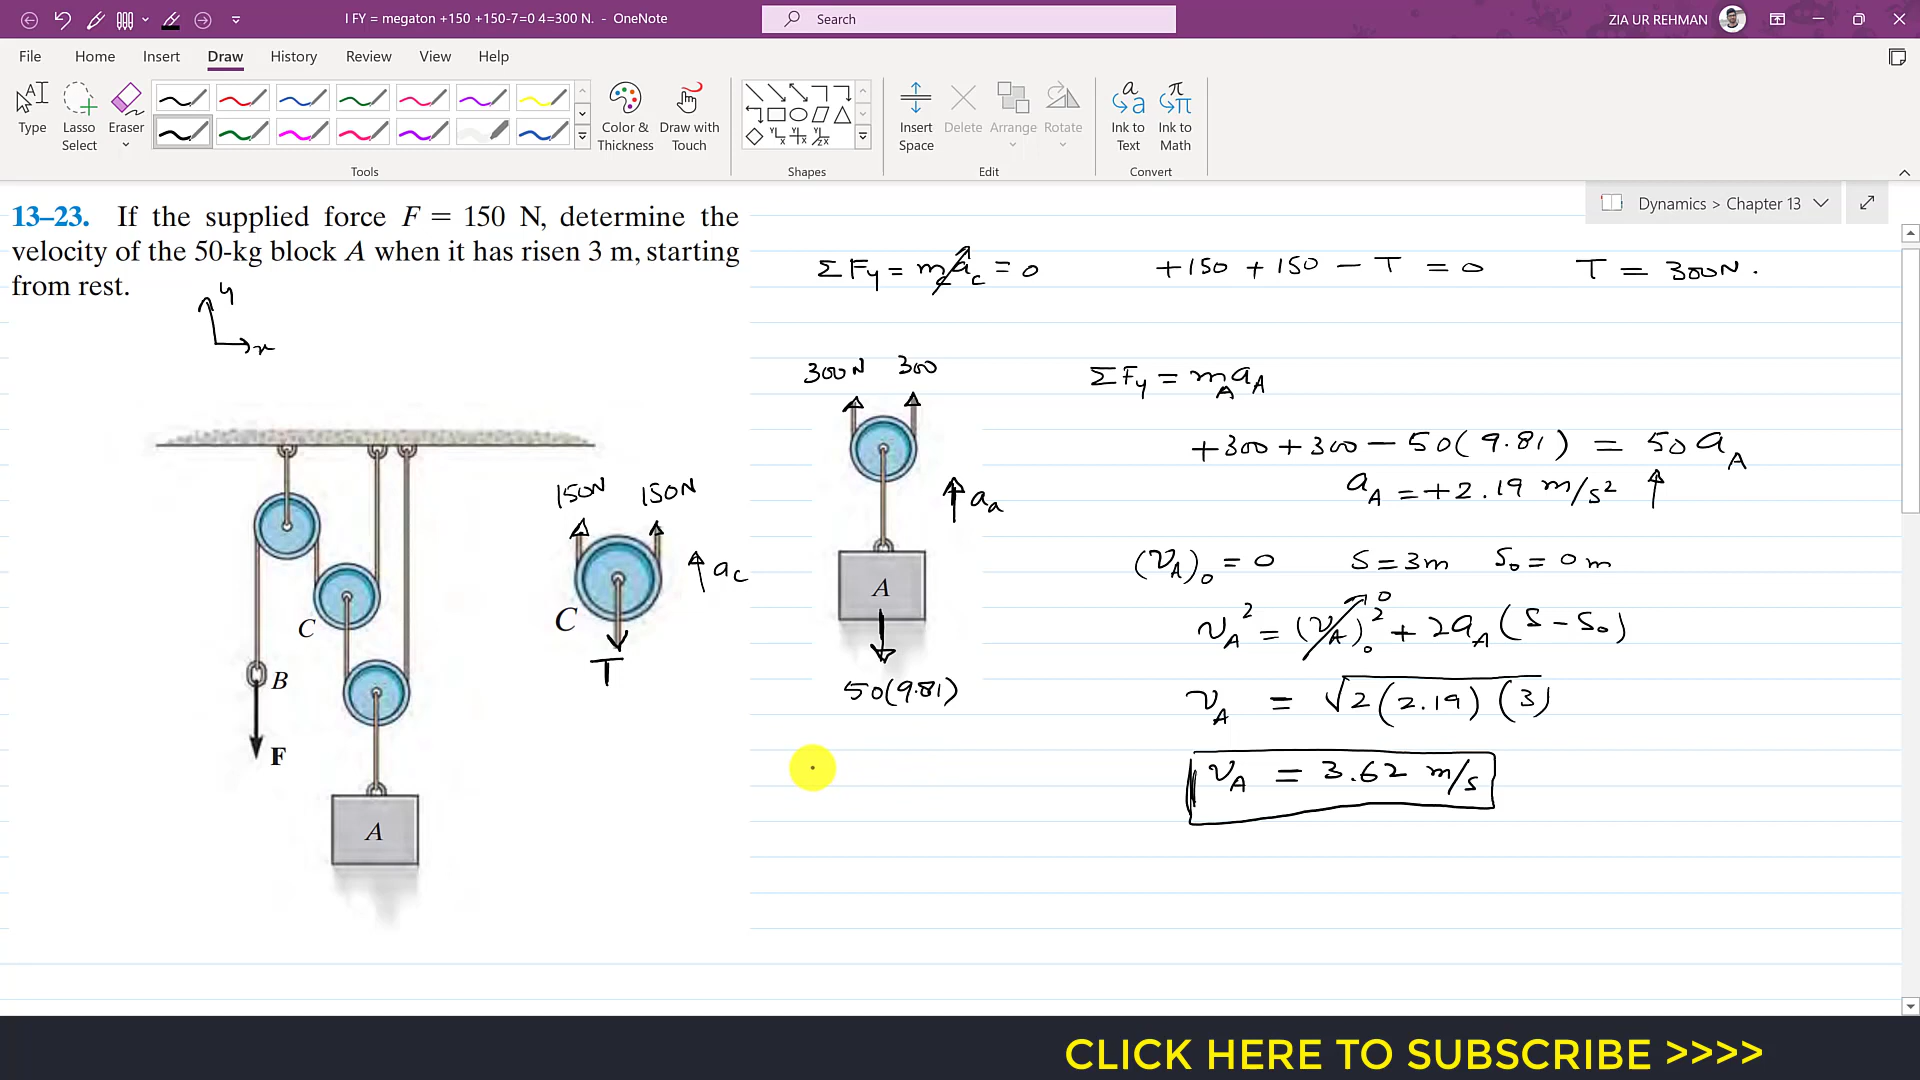 I FY = megaton +150 +150-7=0 4=300 N. - OneNote
Search
ZIA UR REHMAN
File Home Insert Draw History Review View Help
Type
Lasso Select
Eraser
Color & Thickness
Draw with Touch
Insert Space
Delete
Arrange
Rotate
Ink to Text
Ink to Math
Tools
Shapes
Edit
Convert
Dynamics > Chapter 13
13–23. If the supplied force F = 150 N, determine the
velocity of the 50-kg block A when it has risen 3 m, starting
from rest.
y
x
C
B
F
A
150N 150N
a_C
C
T
ΣFy = m_C a_C = 0 +150 + 150 - T = 0 T = 300N.
300N 300
a_a
A
50(9.81)
ΣFy = m_A a_A
+300 + 300 - 50(9.81) = 50 a_A
a_A = +2.19 m/s² ↑
(v_A)_0 = 0 S = 3m S_0 = 0 m
v_A² = (v_A)_0² + 2a_A (S - S_0)
0
v_A = √2(2.19)(3)
v_A = 3.62 m/s
CLICK HERE TO SUBSCRIBE >>>>